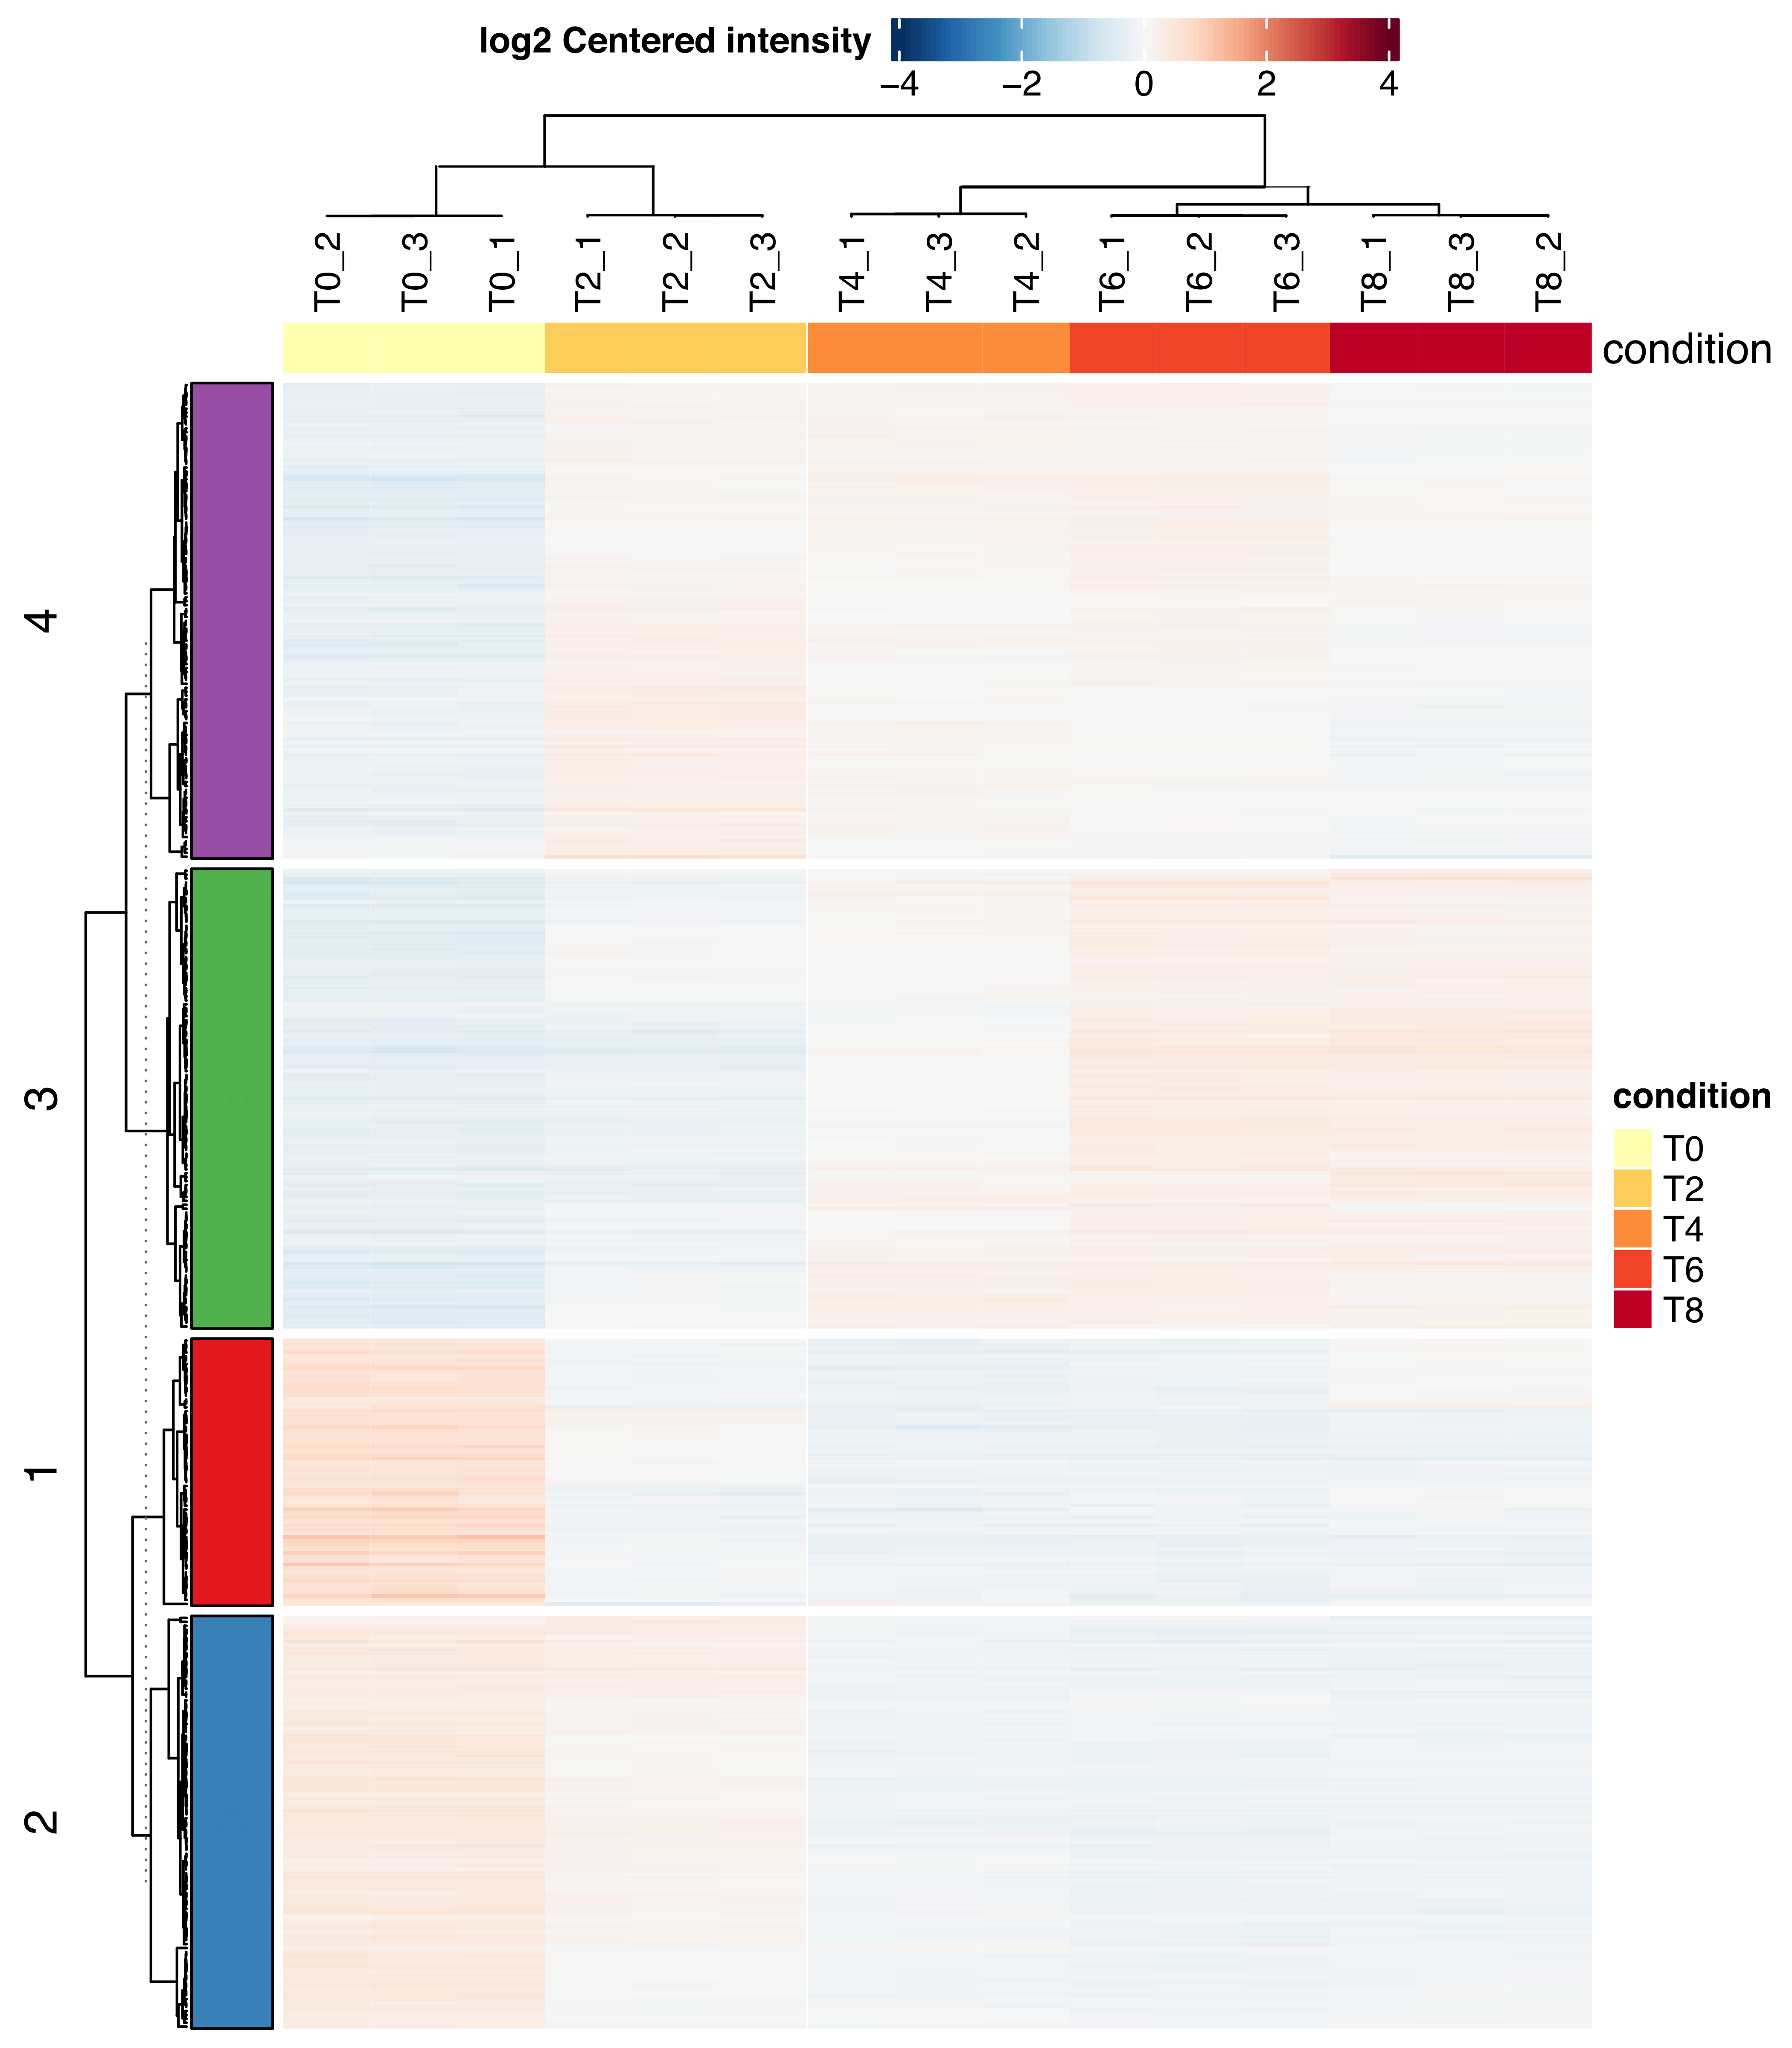 log2 Centered intensity
−4 −2 0 2 4
T0_2 T0_3 T0_1 T2_1 T2_2 T2_3 T4_1 T4_3 T4_2 T6_1 T6_2 T6_3 T8_1 T8_3 T8_2
condition
4
3
B
1
2
D
condition
T0
T2
T4
T6
T8